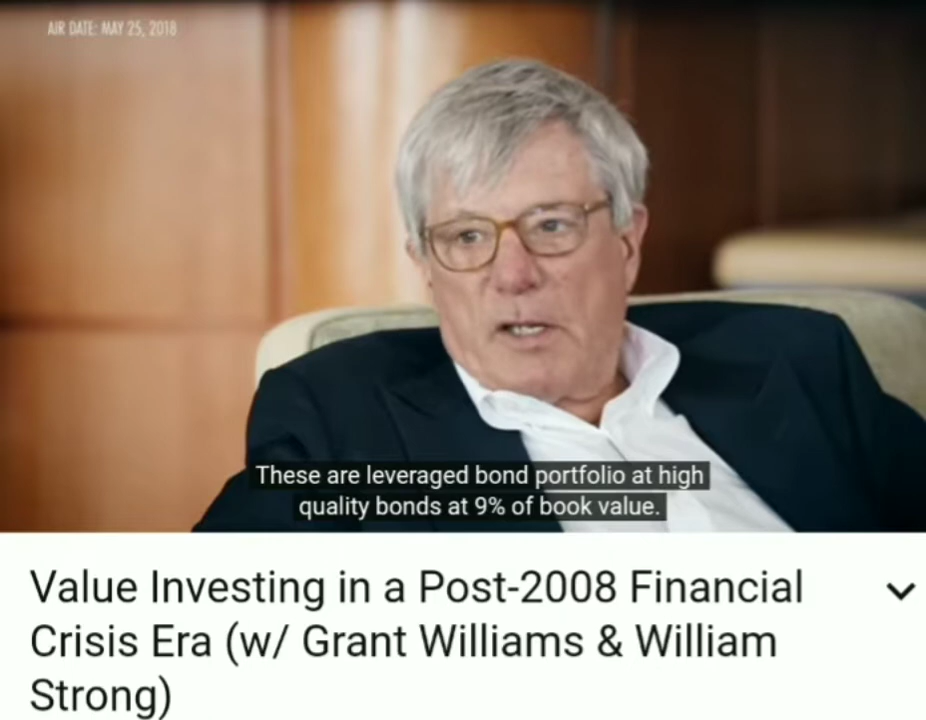 AIR DATE: MAY 25, 2018
These are leveraged bond portfolio at high
quality bonds at 9% of book value.
Value Investing in a Post-2008 Financial
Crisis Era (w/ Grant Williams & William
Strong)